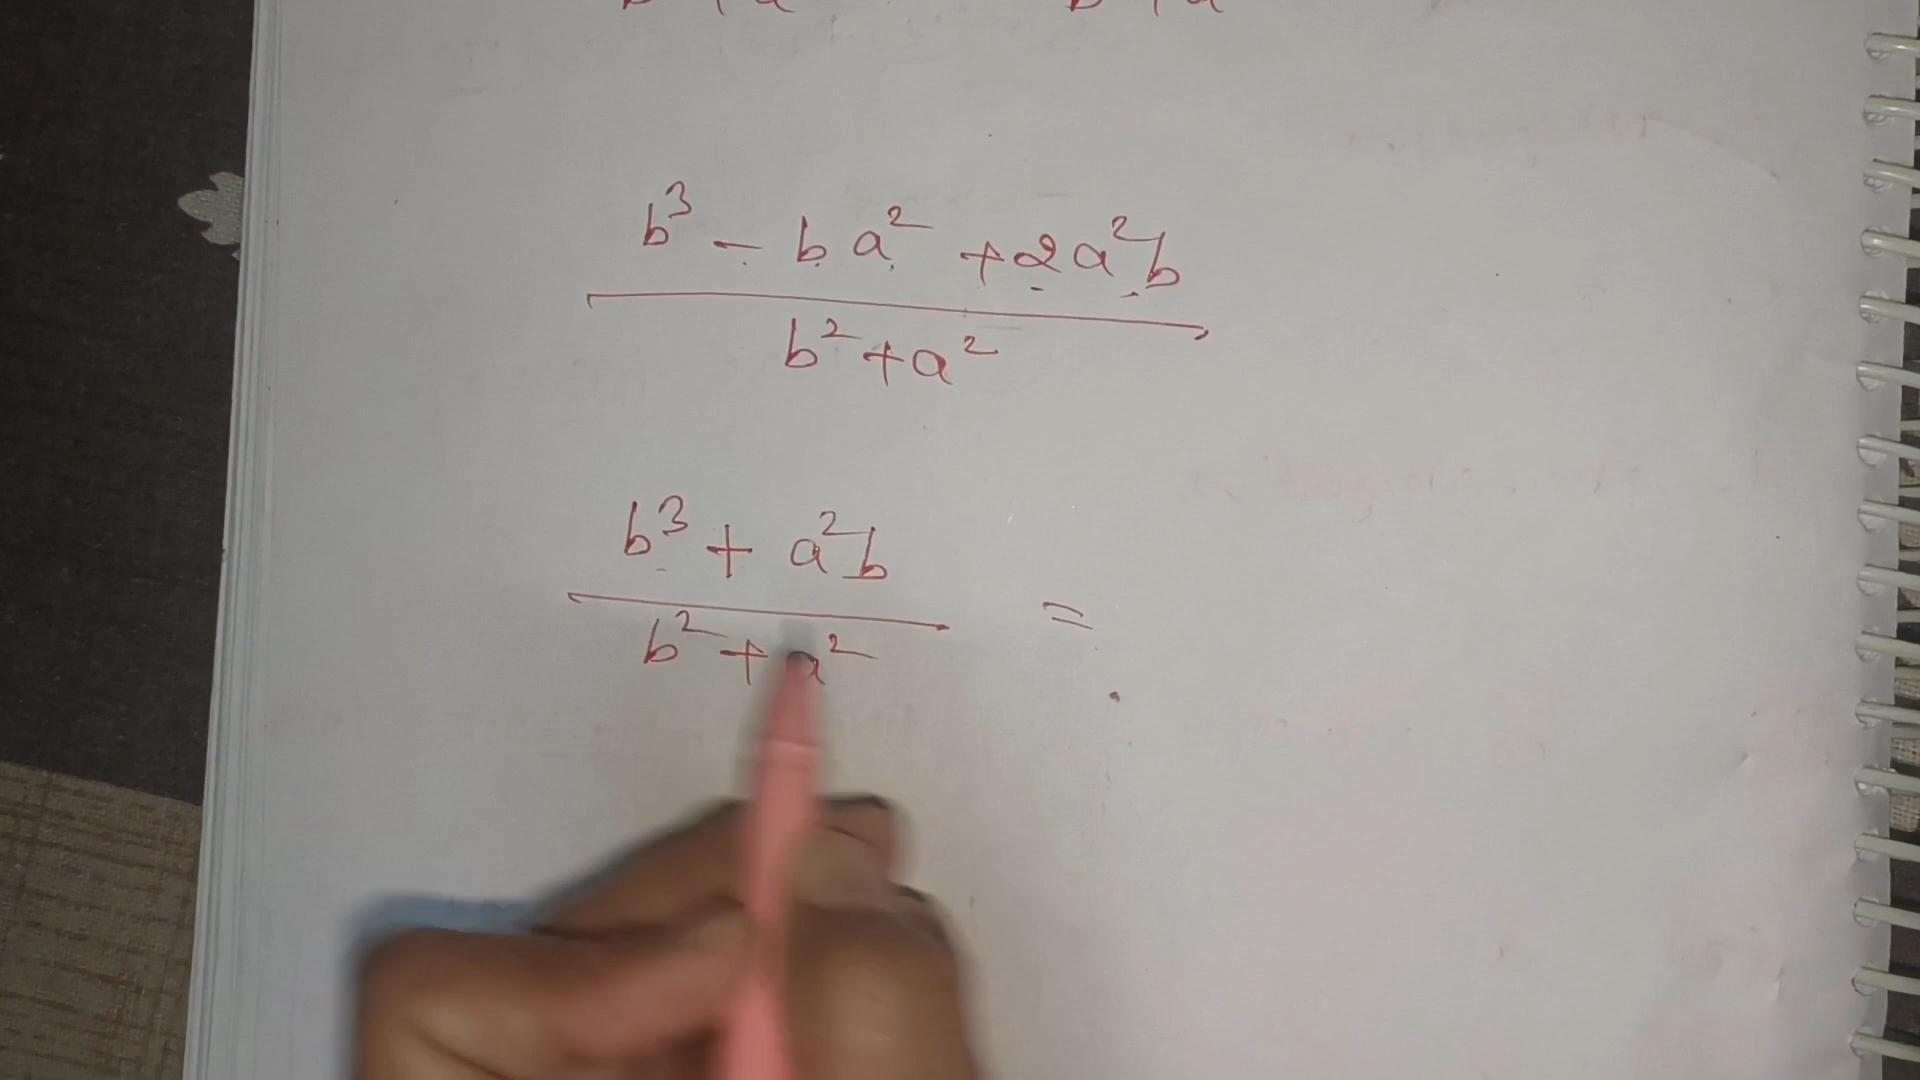 b³ - ba² + 2a²b
b² + a²
b³ + a²b
b² + a² =